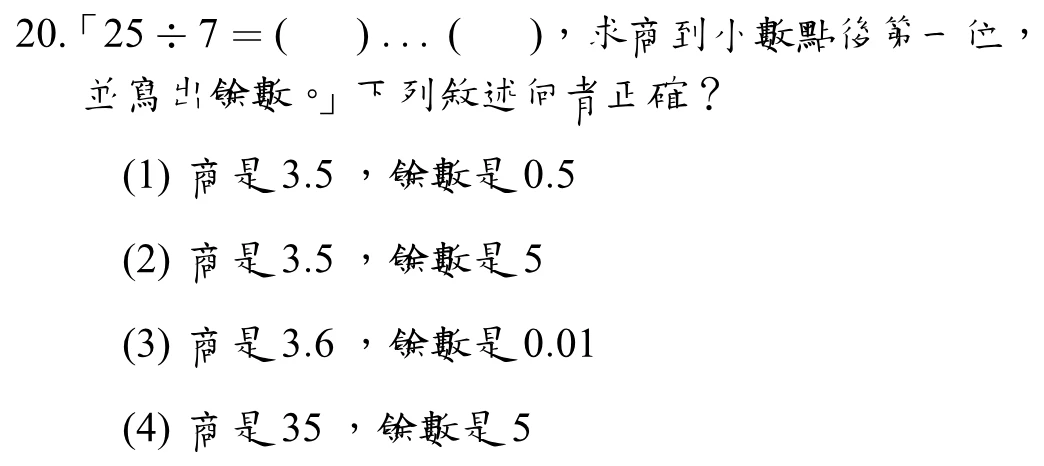 20.「25 ÷ 7 = (　　) … (　　)，求商到小數點後第一位，
並寫出餘數。」下列敘述何者正確？
(1) 商是 3.5 ，餘數是 0.5
(2) 商是 3.5 ，餘數是 5
(3) 商是 3.6 ，餘數是 0.01
(4) 商是 35 ，餘數是 5